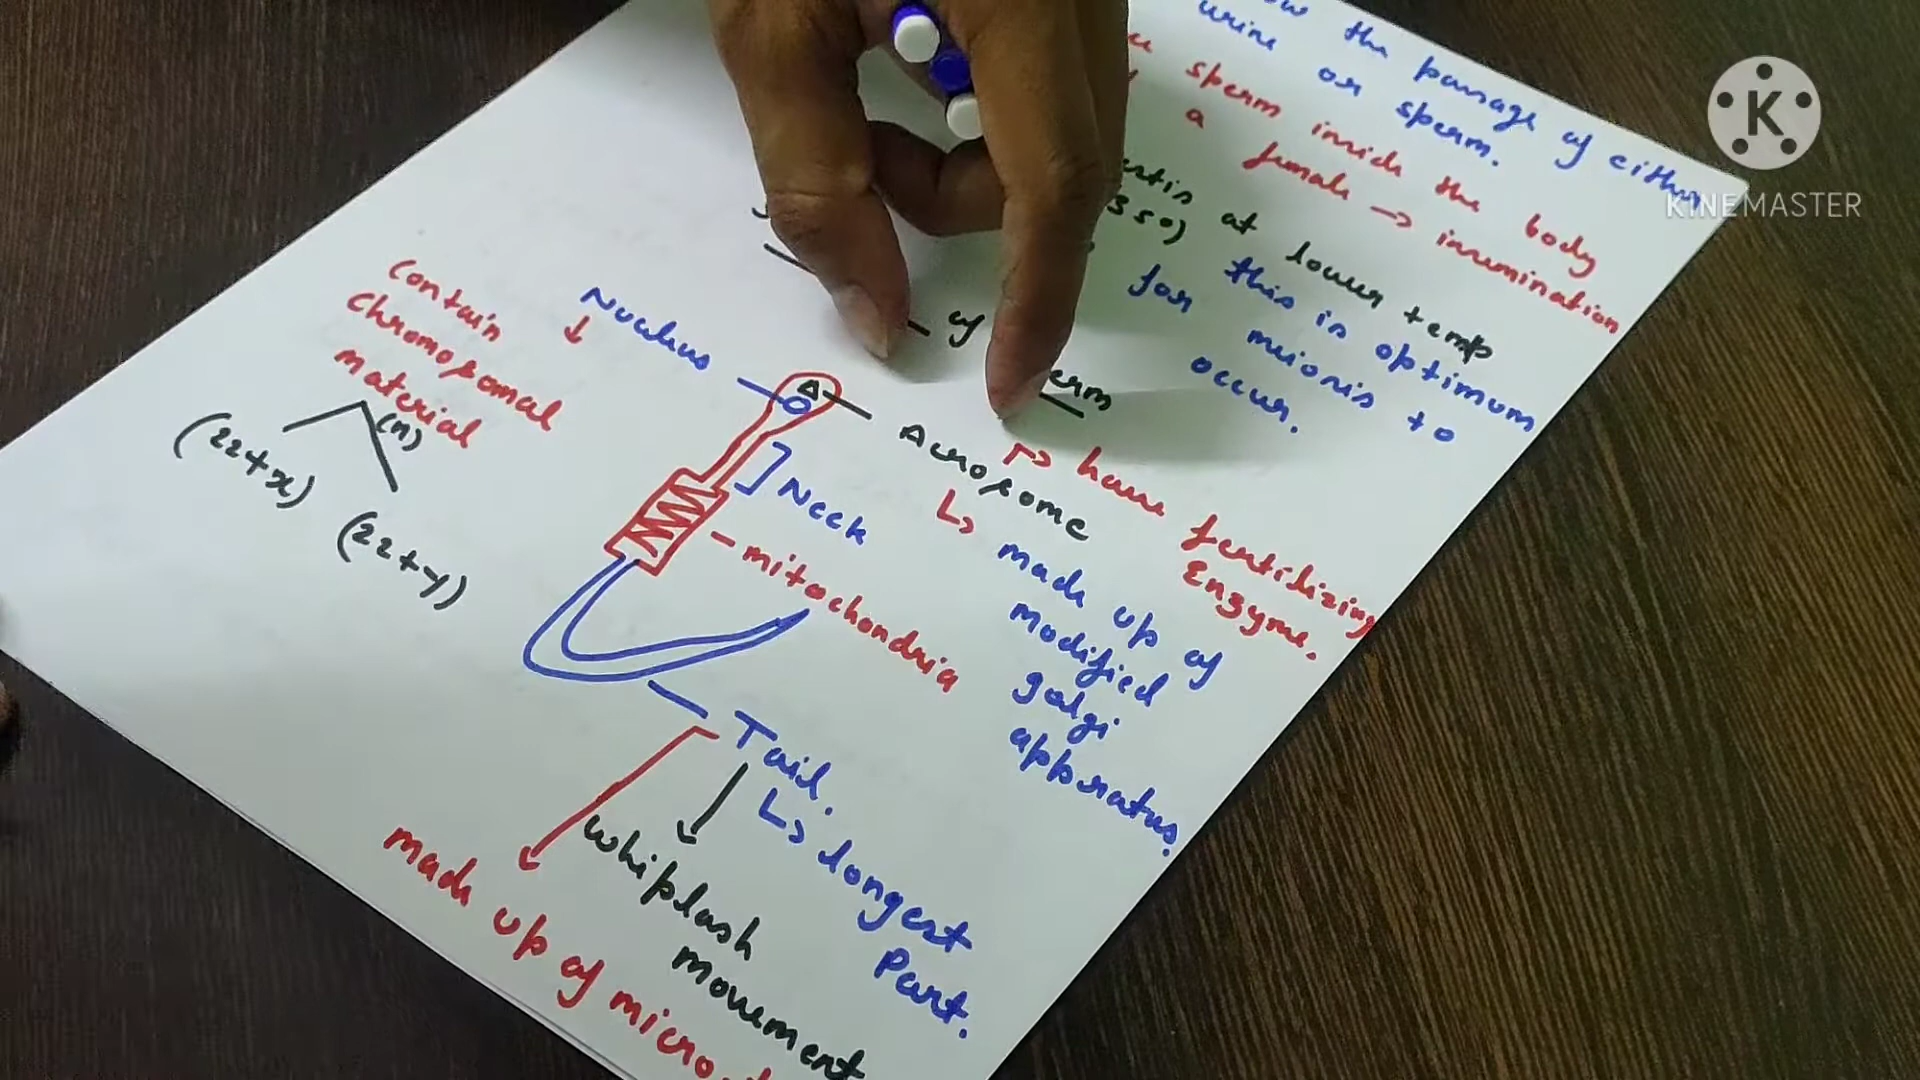 the passage of either
urine or sperm.
sperm inside the body
a female → insemination
at lower temp
35°) this is optimum
for meiosis to
occur.
of
Nucleus
contain
chromosomal
material
(n)
(22+x)
(22+y)
Acrosome
have fertilizing
Enzyme.
made up of
modified
golgi
apparatus.
Neck
mitochondria
Tail.
longest
Part.
whiplash
movement
made up of micro
K
KINEMASTER